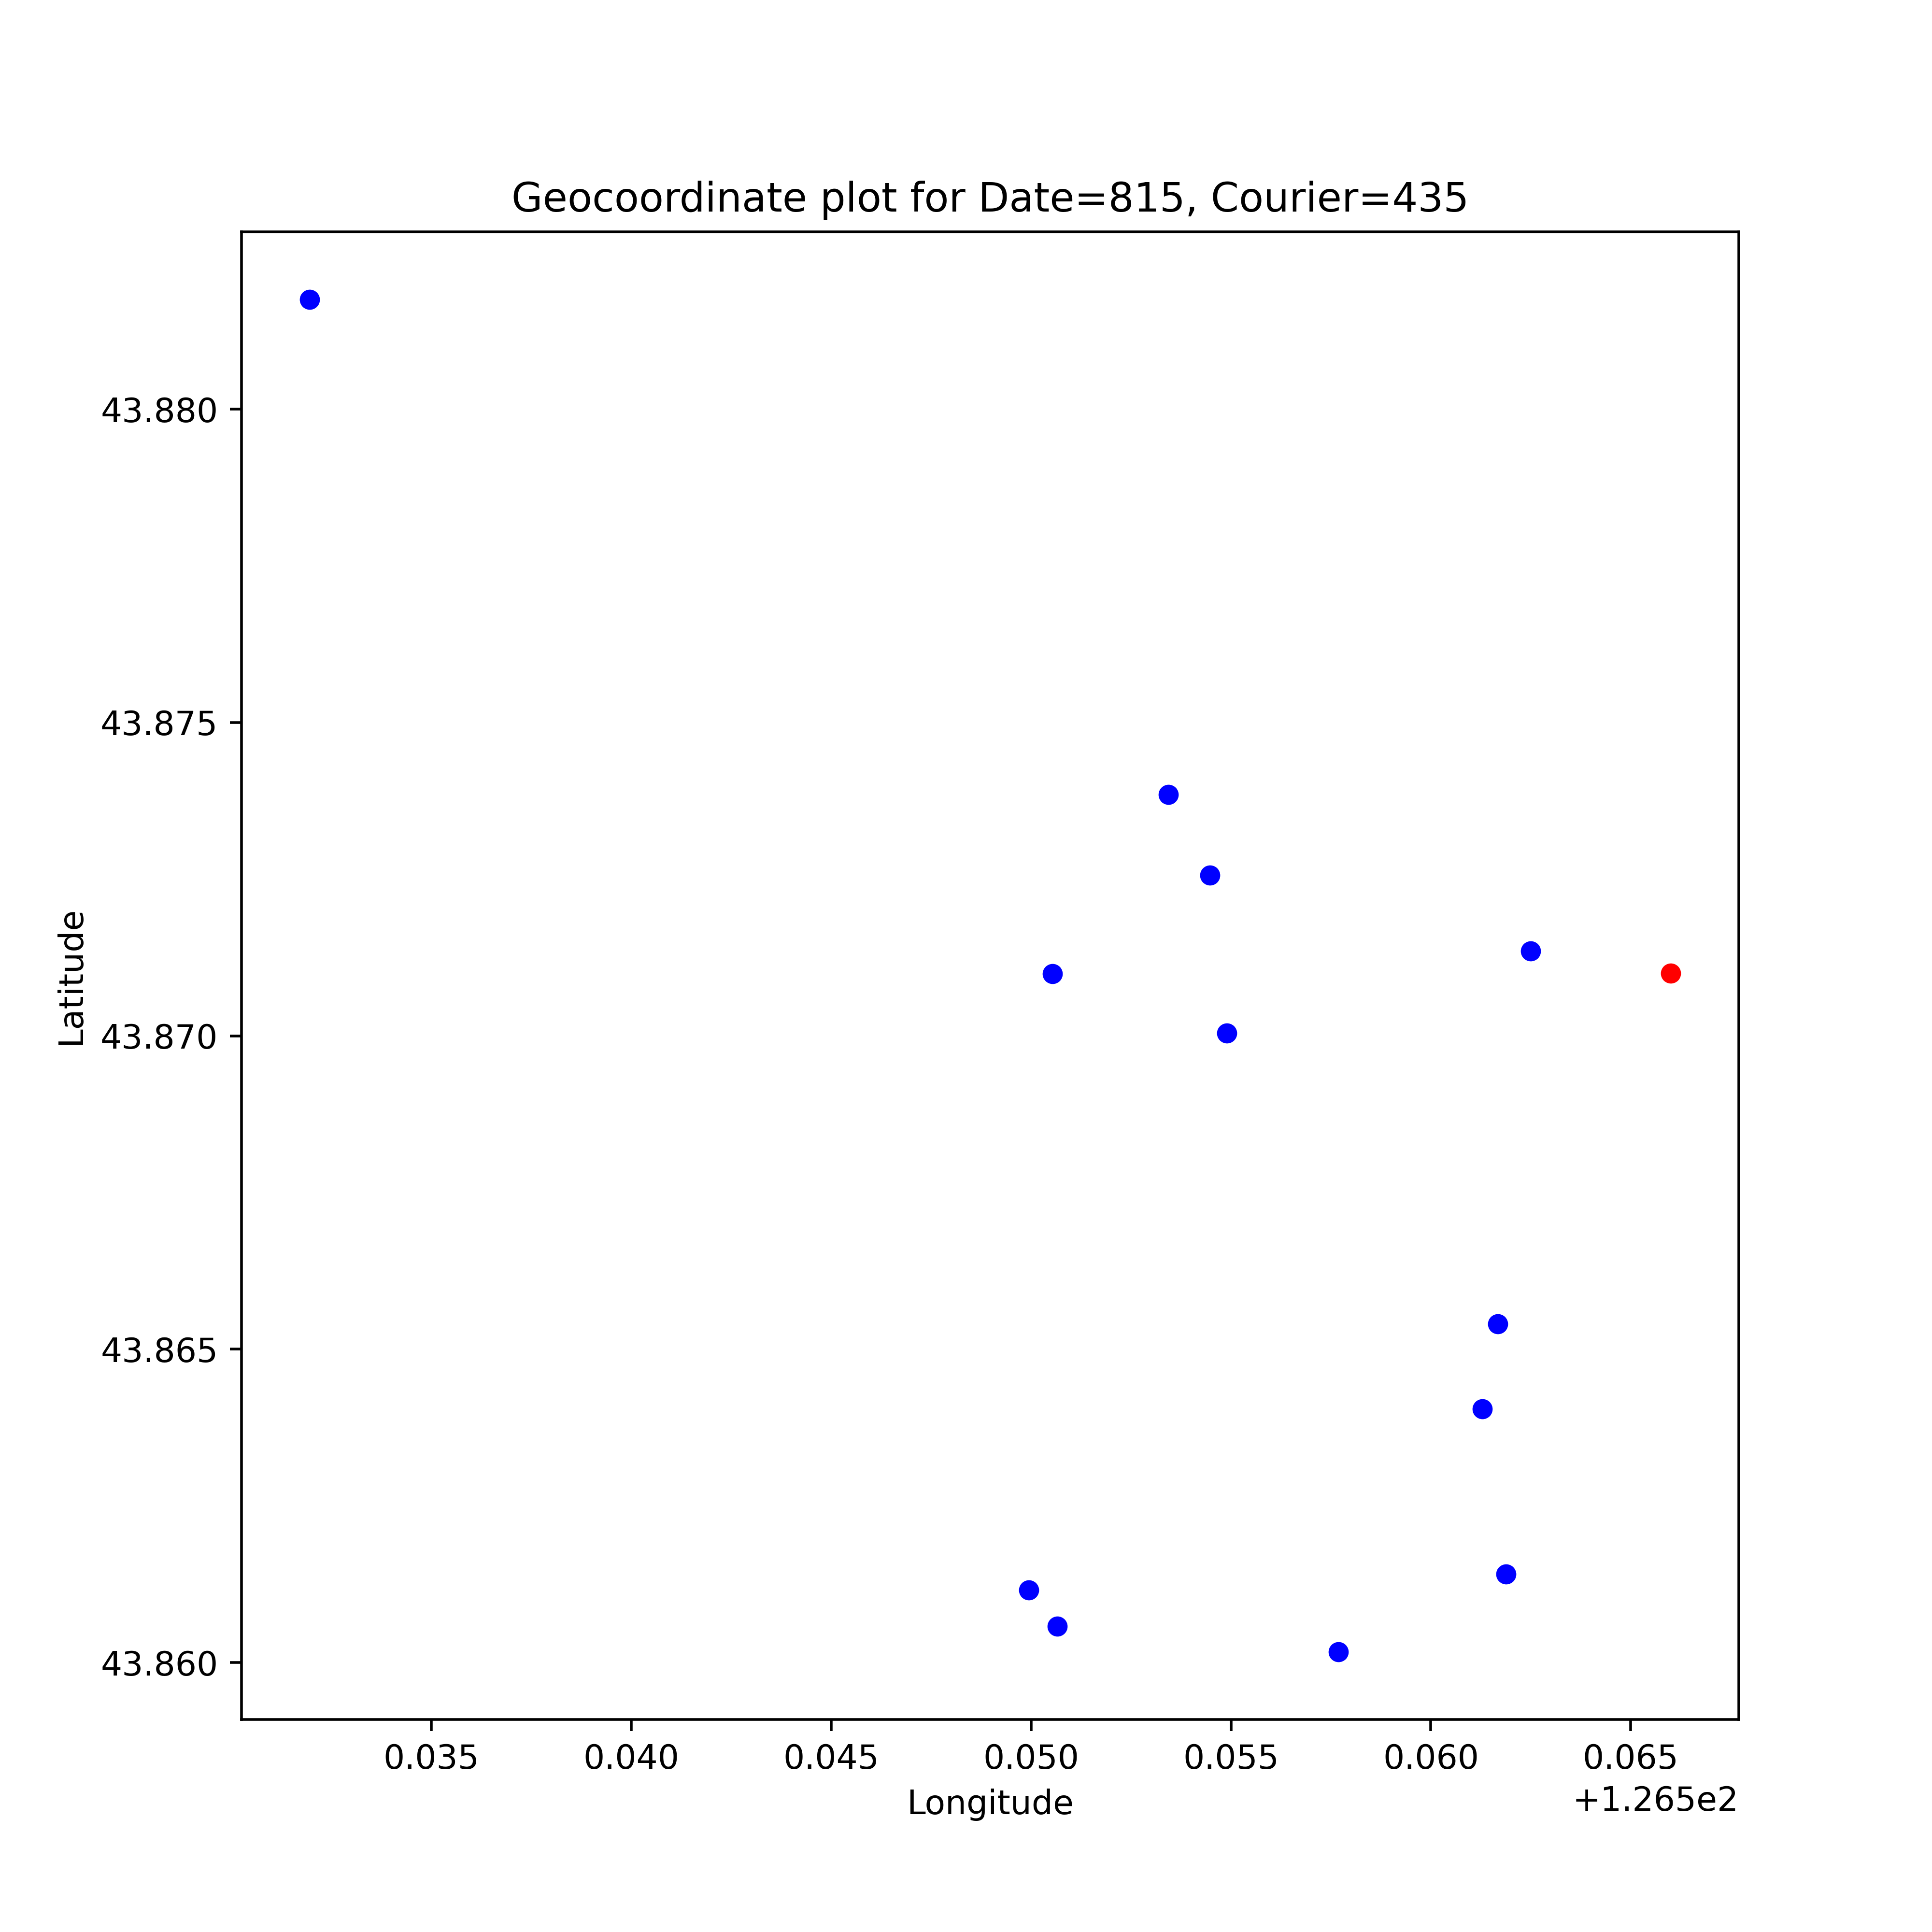 Geocoordinate plot for Date=815, Courier=435
43.880
43.875
43.870
43.865
43.860
Latitude
0.035 0.040 0.045 0.050 0.055 0.060 0.065
+1.265e2
Longitude